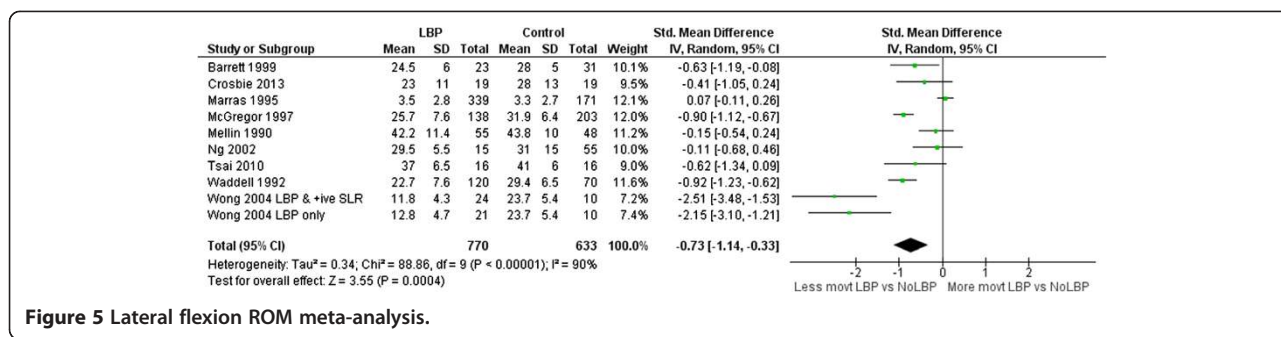 LBP Control Std. Mean Difference Std. Mean Difference
Study or Subgroup Mean SD Total Mean SD Total Weight IV, Random, 95% CI IV, Random, 95% CI
Barrett 1999 24.5 6 23 28 5 31 10.1% -0.63 [-1.19, -0.08]
Crosbie 2013 23 11 19 28 13 19 9.5% -0.41 [-1.05, 0.24]
Marras 1995 3.5 2.8 339 3.3 2.7 171 12.1% 0.07 [-0.11, 0.26]
McGregor 1997 25.7 7.6 138 31.9 6.4 203 12.0% -0.90 [-1.12, -0.67]
Mellin 1990 42.2 11.4 55 43.8 10 48 11.2% -0.15 [-0.54, 0.24]
Ng 2002 29.5 5.5 15 31 15 55 10.0% -0.11 [-0.68, 0.46]
Tsai 2010 37 6.5 16 41 6 16 9.0% -0.62 [-1.34, 0.09]
Waddell 1992 22.7 7.6 120 29.4 6.5 70 11.6% -0.92 [-1.23, -0.62]
Wong 2004 LBP & +ive SLR 11.8 4.3 24 23.7 5.4 10 7.2% -2.51 [-3.48, -1.53]
Wong 2004 LBP only 12.8 4.7 21 23.7 5.4 10 7.4% -2.15 [-3.10, -1.21]
Total (95% CI) 770 633 100.0% -0.73 [-1.14, -0.33]
Heterogeneity: Tau² = 0.34; Chi² = 88.86, df = 9 (P < 0.00001); I² = 90%
Test for overall effect: Z = 3.55 (P = 0.0004)
-2 -1 0 1 2
Less movt LBP vs NoLBP More movt LBP vs NoLBP
Figure 5 Lateral flexion ROM meta-analysis.